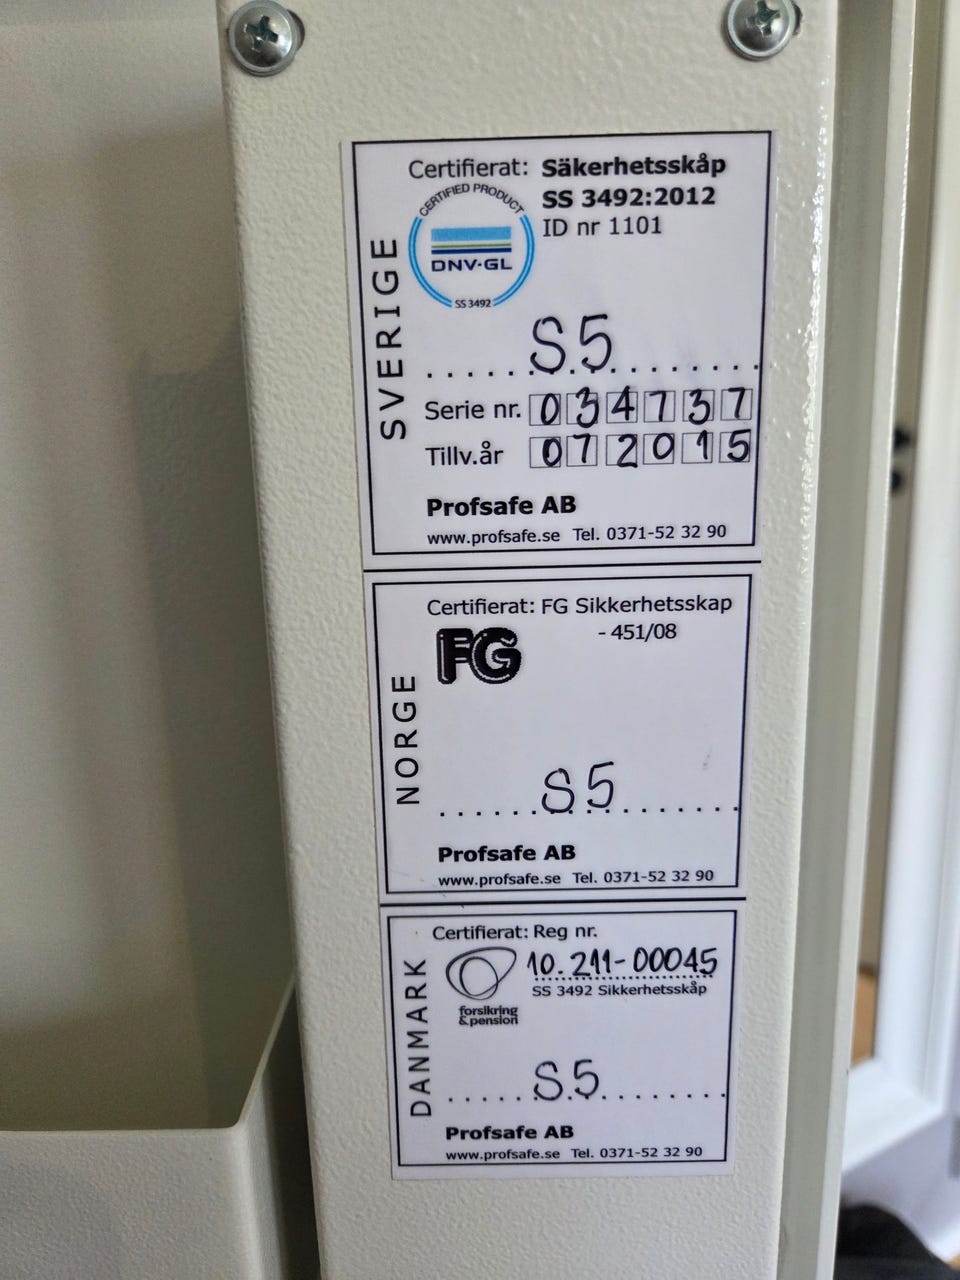 SVERIGE
Certifierat: Säkerhetsskåp
SS 3492:2012
ID nr 1101
CERTIFIED PRODUCT
DNV·GL
SS 3492
......S5........
Serie nr. 034737
Tillv.år 072015
Profsafe AB
www.profsafe.se Tel. 0371-52 32 90
NORGE
Certifierat: FG Sikkerhetsskap
- 451/08
FG
......S5........
Profsafe AB
www.profsafe.se Tel. 0371-52 32 90
DANMARK
Certifierat: Reg nr.
10.211-00045
SS 3492 Sikkerhetsskåp
forsikring
&pension
......S5........
Profsafe AB
www.profsafe.se Tel. 0371-52 32 90